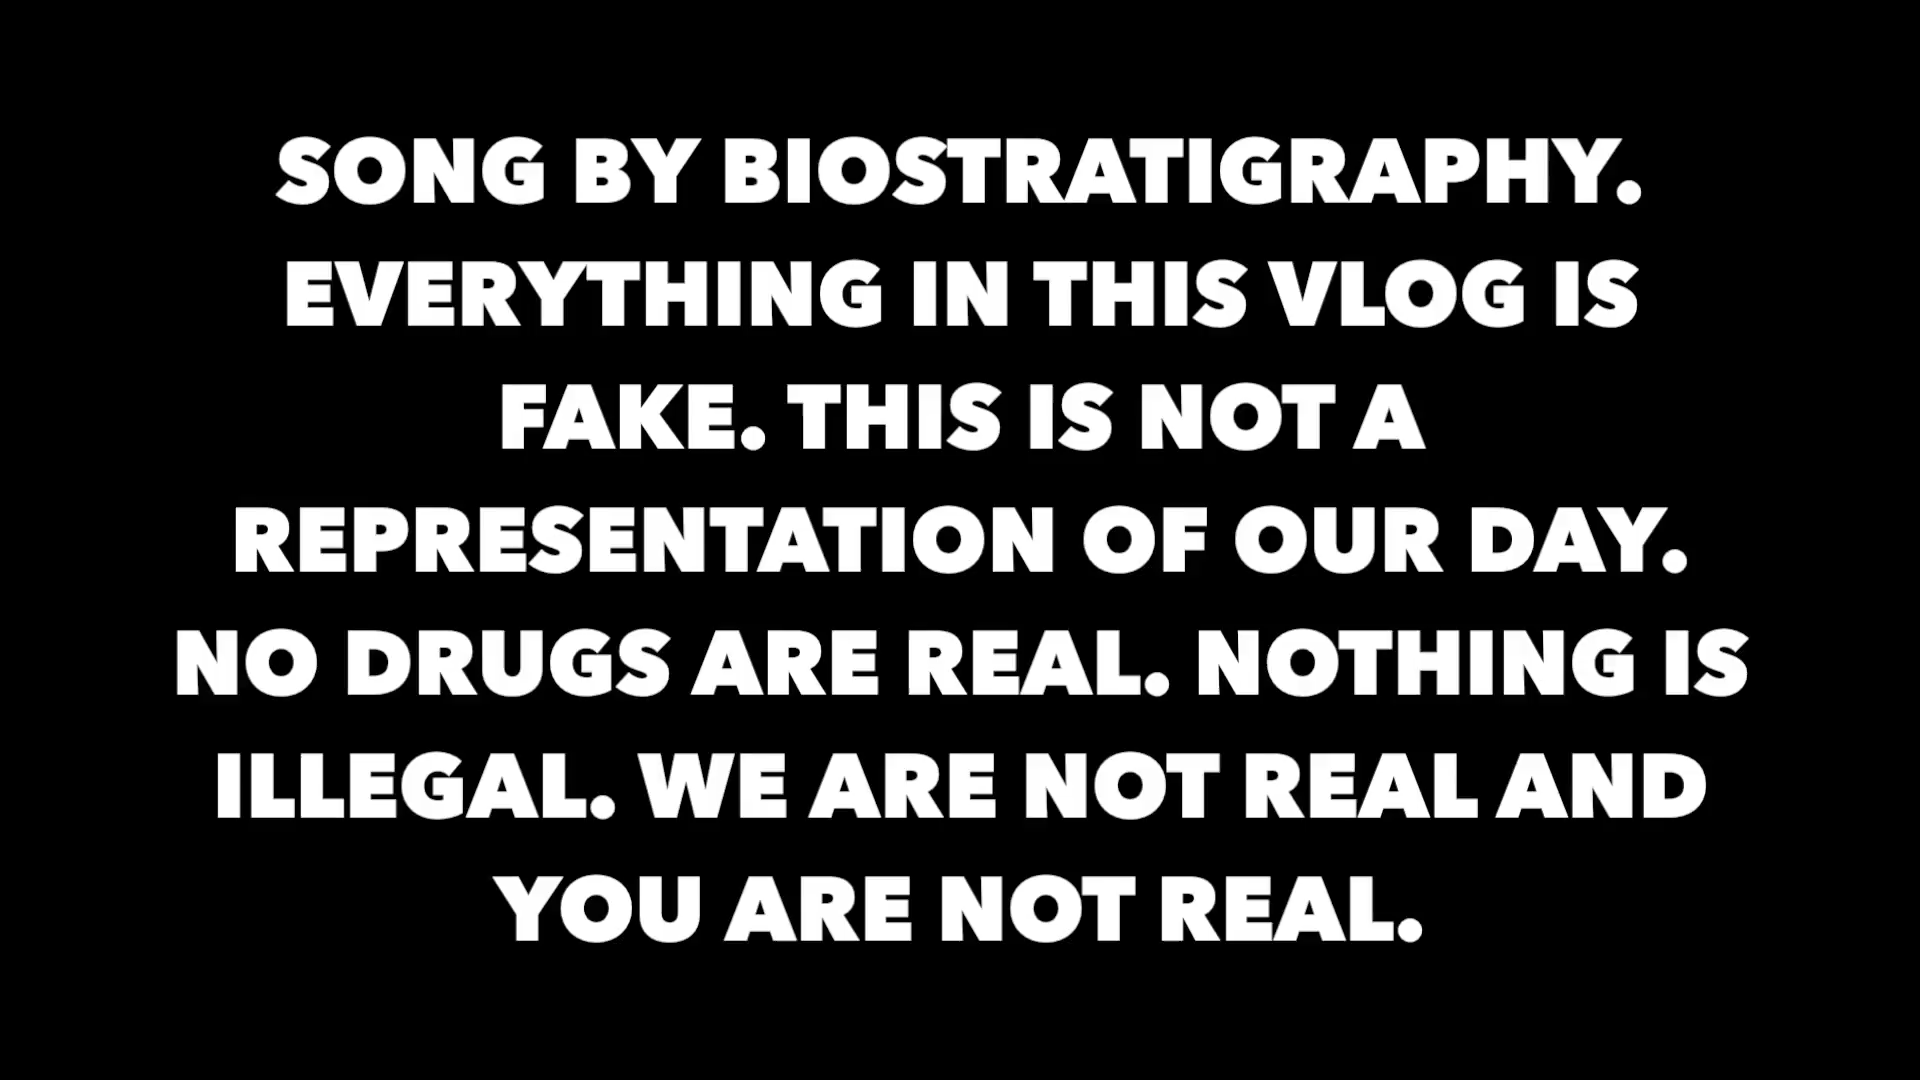 SONG BY BIOSTRATIGRAPHY.
EVERYTHING IN THIS VLOG IS
FAKE. THIS IS NOT A
REPRESENTATION OF OUR DAY.
NO DRUGS ARE REAL. NOTHING IS
ILLEGAL. WE ARE NOT REAL AND
YOU ARE NOT REAL.